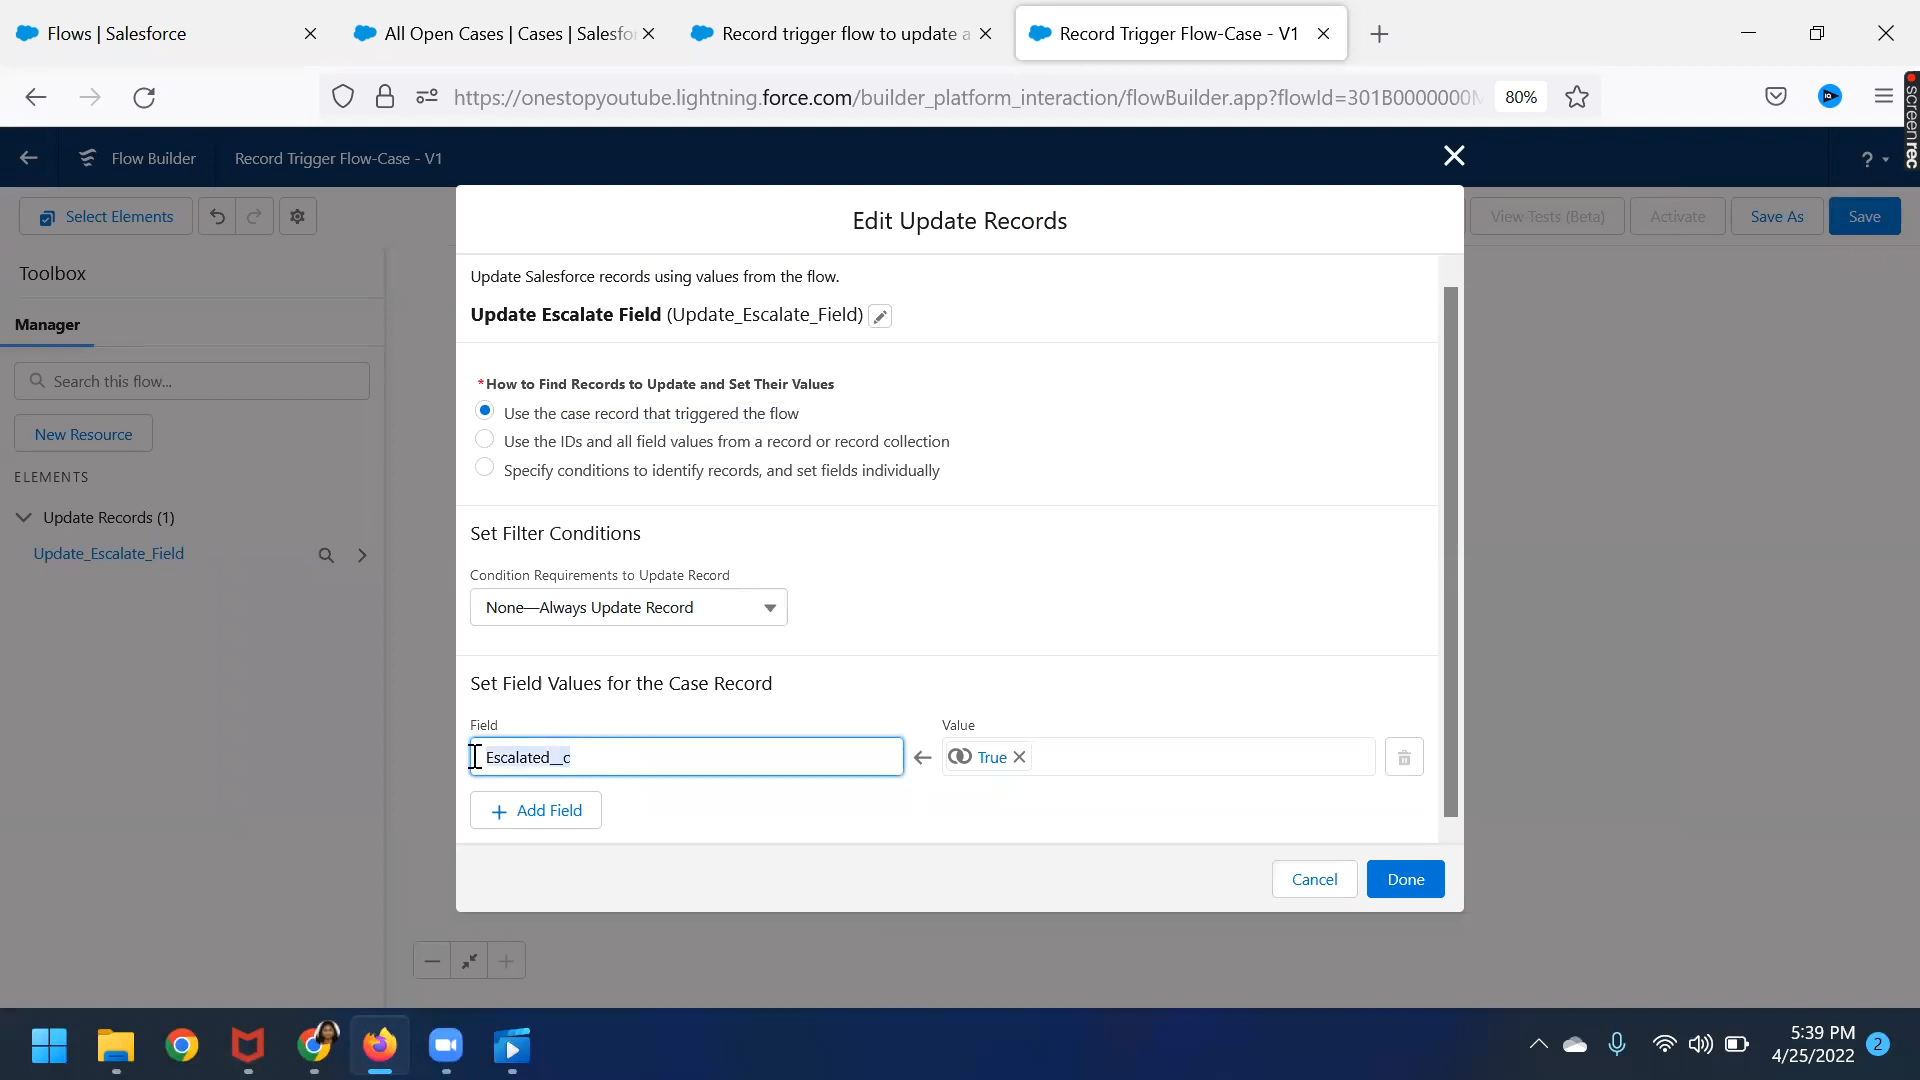 Flows | Salesforce
All Open Cases | Cases | Salesfo
Record trigger flow to update a
Record Trigger Flow-Case - V1
https://onestopyoutube.lightning.force.com/builder_platform_interaction/flowBuilder.app?flowId=301B0000000
80%
screenrec
Flow Builder
Record Trigger Flow-Case - V1
?
Select Elements
View Tests (Beta)
Activate
Save As
Save
Toolbox
Manager
Search this flow...
New Resource
ELEMENTS
Update Records (1)
Update_Escalate_Field
Edit Update Records
Update Salesforce records using values from the flow.
Update Escalate Field (Update_Escalate_Field)
*How to Find Records to Update and Set Their Values
Use the case record that triggered the flow
Use the IDs and all field values from a record or record collection
Specify conditions to identify records, and set fields individually
Set Filter Conditions
Condition Requirements to Update Record
None—Always Update Record
Set Field Values for the Case Record
Field
Value
Escalated__c
True
+ Add Field
Cancel
Done
5:39 PM
4/25/2022
2